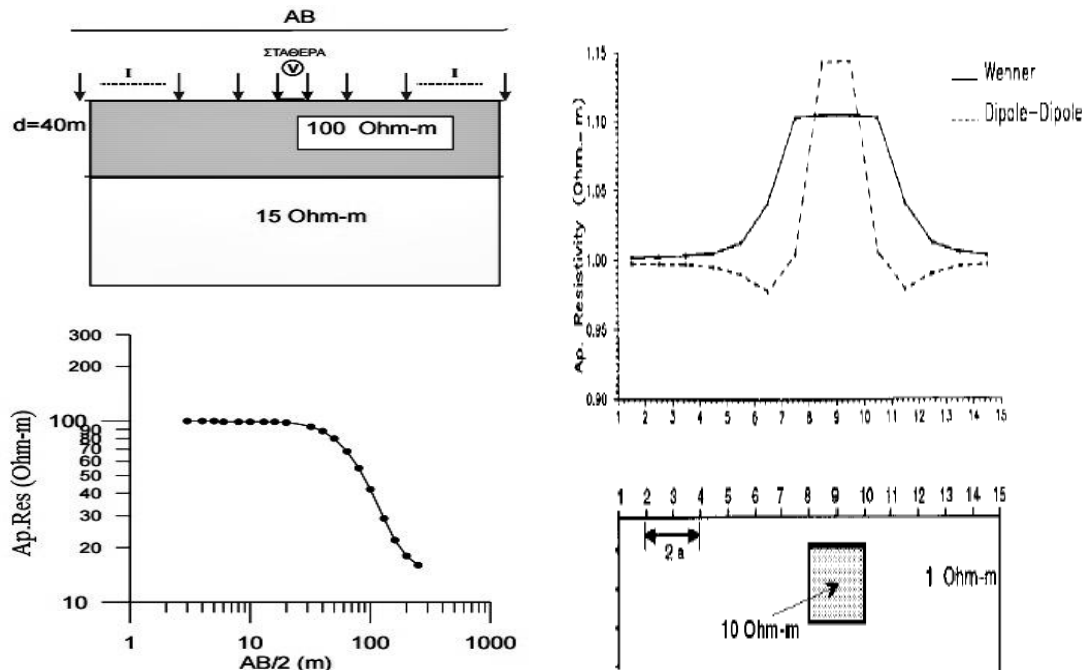 AB
ΣΤΑΘΕΡΑ
V
I
I
d=40m
100 Ohm-m
15 Ohm-m
300
200
100
90
80
70
60
50
40
30
20
10
Ap.Res (Ohm-m)
1
10
100
1000
AB/2 (m)
1.15
1.10
1.05
1.00
0.95
0.90
Ap. Resistivity (Ohm.-m)
Wenner
Dipole-Dipole
1 2 3 4 5 6 7 8 9 10 11 12 13 14 15
1 2 3 4 5 6 7 8 9 10 11 12 13 14 15
2a
1 Ohm-m
10 Ohm-m